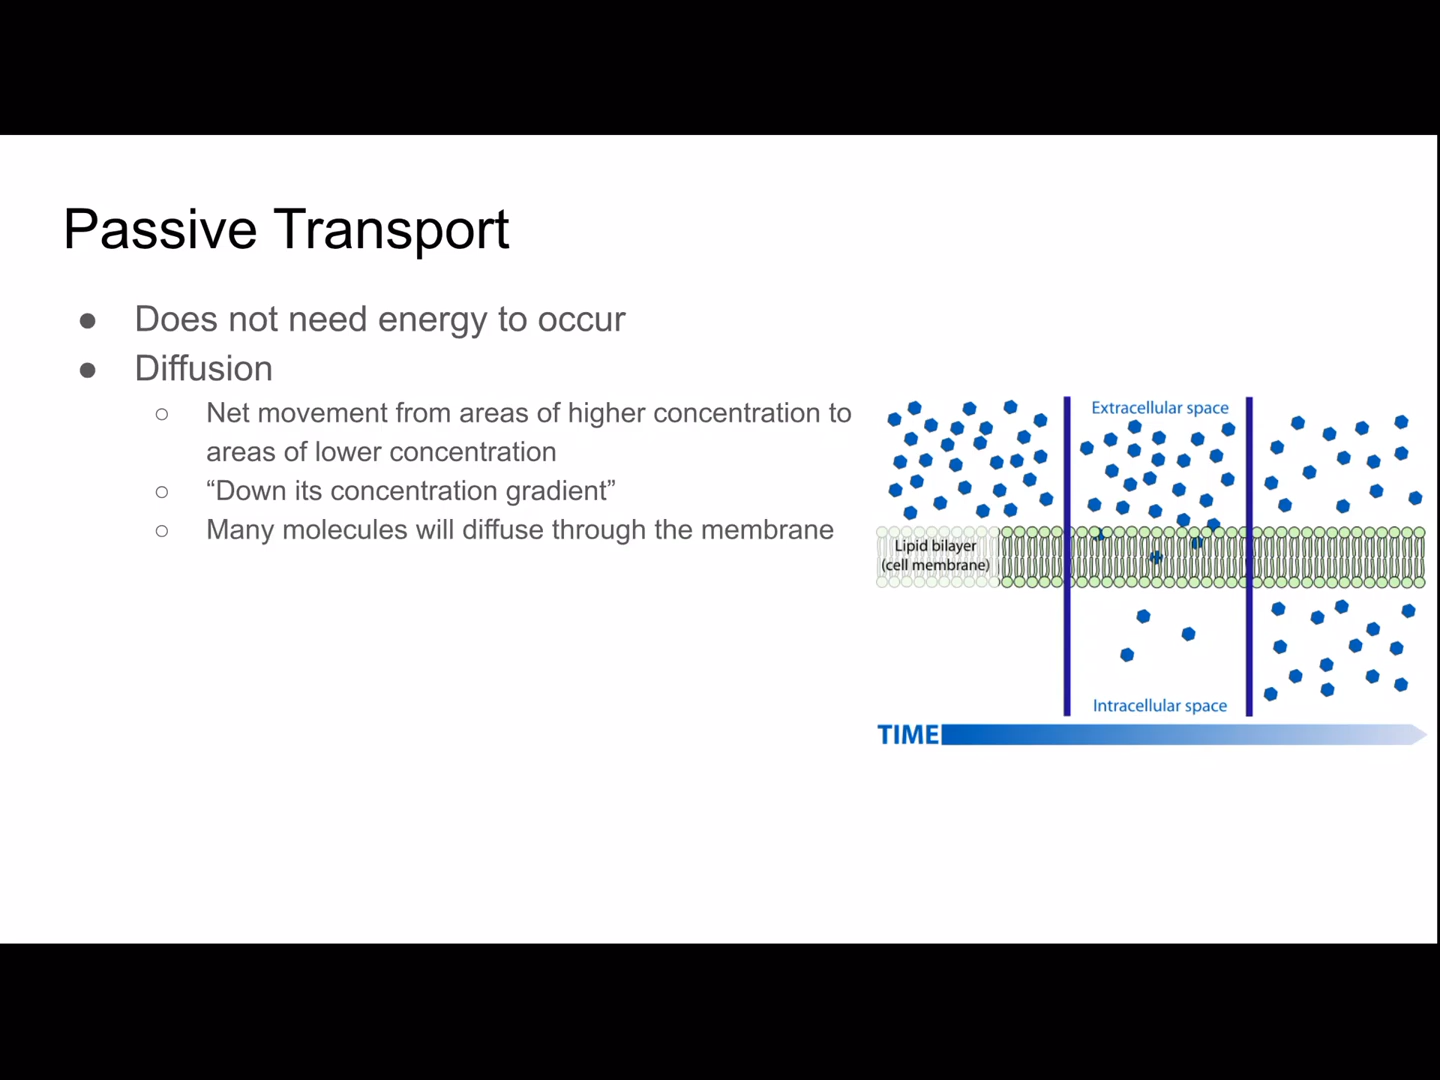 Passive Transport
● Does not need energy to occur
● Diffusion
○ Net movement from areas of higher concentration to
areas of lower concentration
○ “Down its concentration gradient”
○ Many molecules will diffuse through the membrane
Extracellular space
Lipid bilayer
(cell membrane)
Intracellular space
TIME